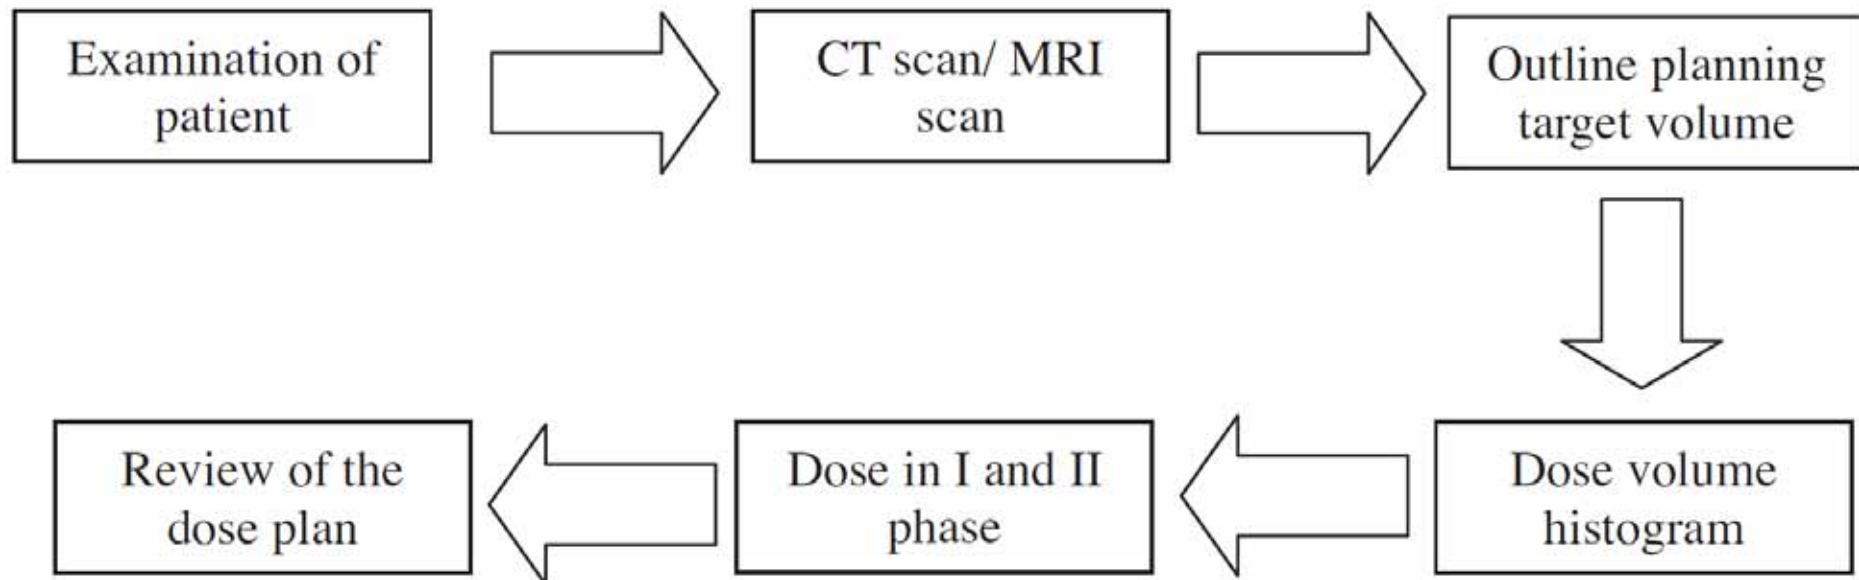 Examination of
patient
CT scan/ MRI
scan
Outline planning
target volume
Dose volume
histogram
Dose in I and II
phase
Review of the
dose plan